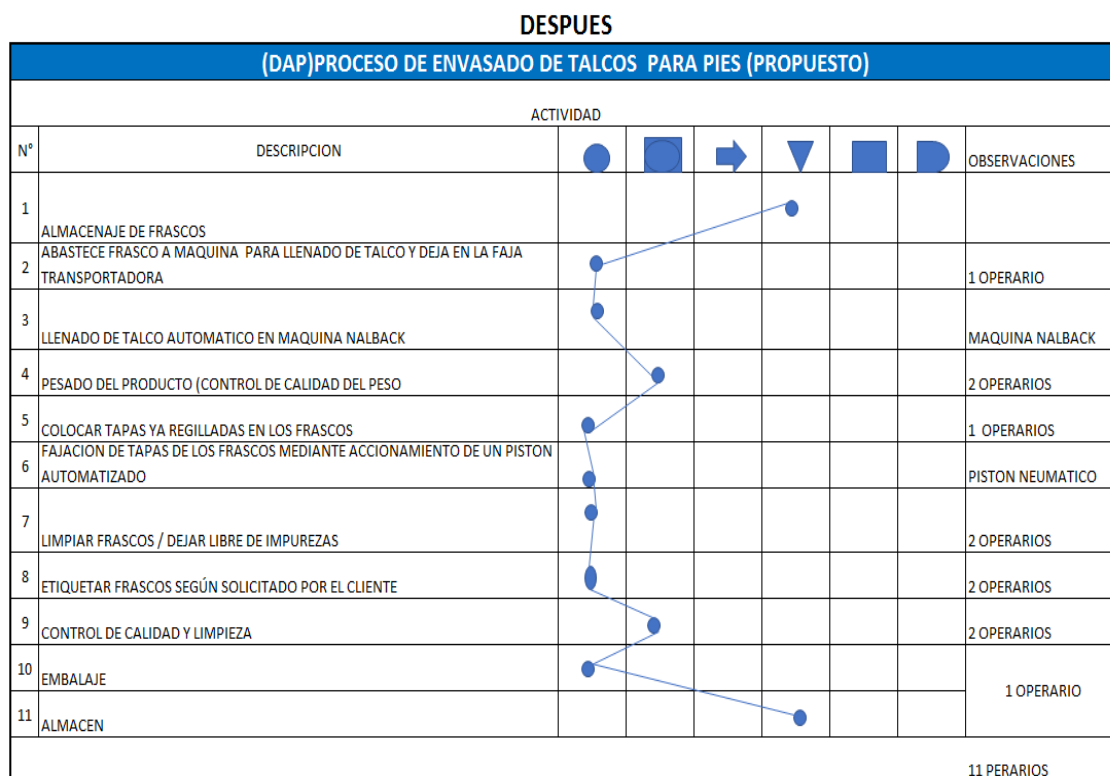 DESPUES
(DAP)PROCESO DE ENVASADO DE TALCOS PARA PIES (PROPUESTO)
ACTIVIDAD
N° DESCRIPCION OBSERVACIONES
1 ALMACENAJE DE FRASCOS
2 ABASTECE FRASCO A MAQUINA PARA LLENADO DE TALCO Y DEJA EN LA FAJA
TRANSPORTADORA 1 OPERARIO
3 LLENADO DE TALCO AUTOMATICO EN MAQUINA NALBACK MAQUINA NALBACK
4 PESADO DEL PRODUCTO (CONTROL DE CALIDAD DEL PESO 2 OPERARIOS
5 COLOCAR TAPAS YA REGILLADAS EN LOS FRASCOS 1 OPERARIOS
6 FAJACION DE TAPAS DE LOS FRASCOS MEDIANTE ACCIONAMIENTO DE UN PISTON
AUTOMATIZADO PISTON NEUMATICO
7 LIMPIAR FRASCOS / DEJAR LIBRE DE IMPUREZAS 2 OPERARIOS
8 ETIQUETAR FRASCOS SEGÚN SOLICITADO POR EL CLIENTE 2 OPERARIOS
9 CONTROL DE CALIDAD Y LIMPIEZA 2 OPERARIOS
10 EMBALAJE
1 OPERARIO
11 ALMACEN
11 PERARIOS